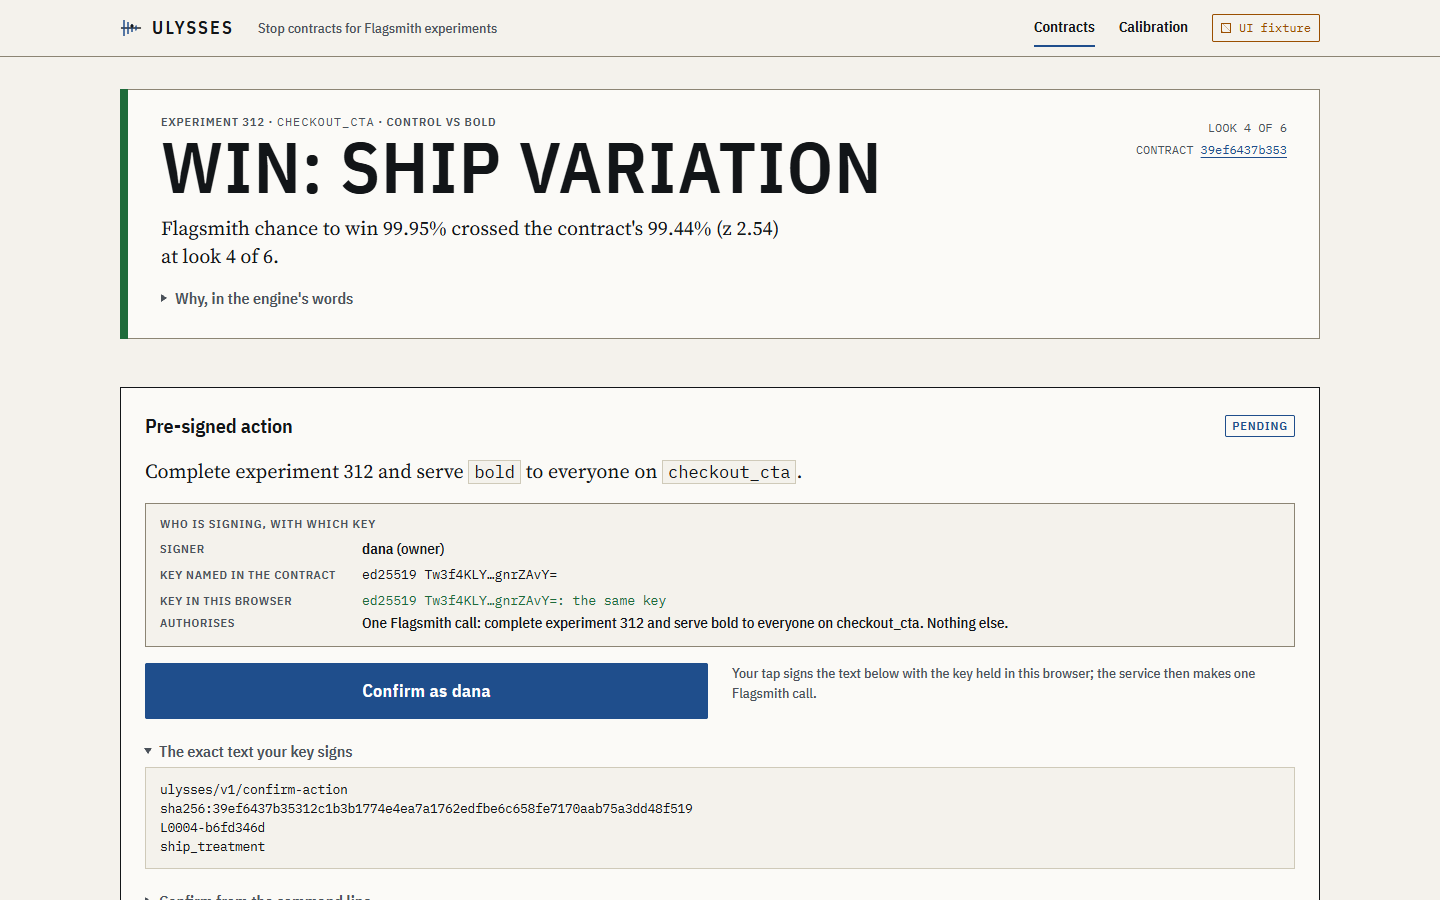 ULYSSES
Stop contracts for Flagsmith experiments
Contracts
Calibration
UI fixture
EXPERIMENT 312 · CHECKOUT_CTA · CONTROL VS BOLD
WIN: SHIP VARIATION
LOOK 4 OF 6
CONTRACT 39ef6437b353
Flagsmith chance to win 99.95% crossed the contract's 99.44% (z 2.54)
at look 4 of 6.
Why, in the engine's words
Pre-signed action
PENDING
Complete experiment 312 and serve bold to everyone on checkout_cta.
WHO IS SIGNING, WITH WHICH KEY
SIGNER dana (owner)
KEY NAMED IN THE CONTRACT ed25519 Tw3f4KLY…gnrZAvY=
KEY IN THIS BROWSER ed25519 Tw3f4KLY…gnrZAvY=: the same key
AUTHORISES One Flagsmith call: complete experiment 312 and serve bold to everyone on checkout_cta. Nothing else.
Confirm as dana
Your tap signs the text below with the key held in this browser; the service then makes one
Flagsmith call.
The exact text your key signs
ulysses/v1/confirm-action
sha256:39ef6437b35312c1b3b1774e4ea7a1762edfbe6c658fe7170aab75a3dd48f519
L0004-b6fd346d
ship_treatment
Confirm from the command line